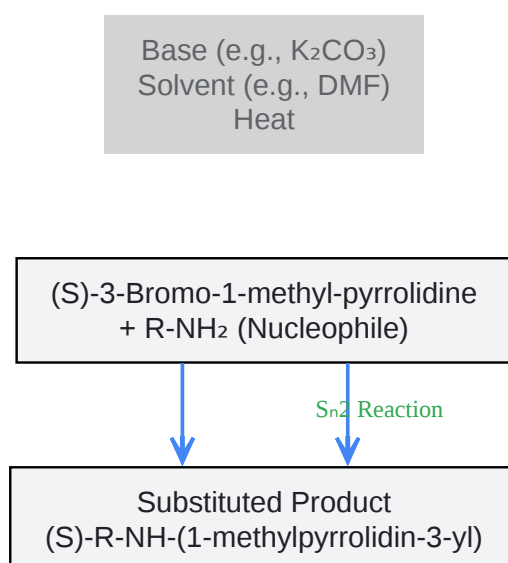 Base (e.g., K₂CO₃)
Solvent (e.g., DMF)
Heat
(S)-3-Bromo-1-methyl-pyrrolidine
+ R-NH₂ (Nucleophile)
Sₙ2 Reaction
Substituted Product
(S)-R-NH-(1-methylpyrrolidin-3-yl)